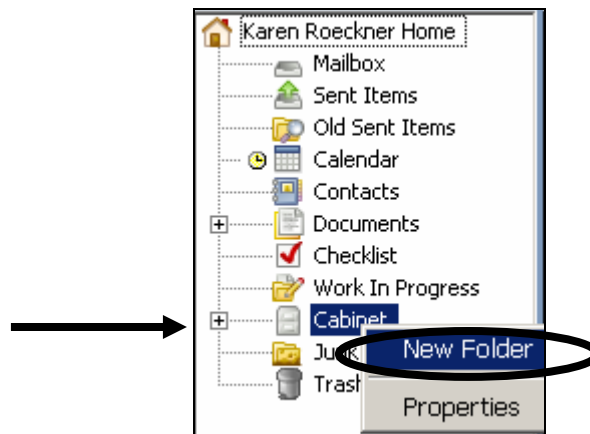 Karen Roeckner Home
Mailbox
Sent Items
Old Sent Items
Calendar
Contacts
Documents
Checklist
Work In Progress
Cabinet
New Folder
Properties